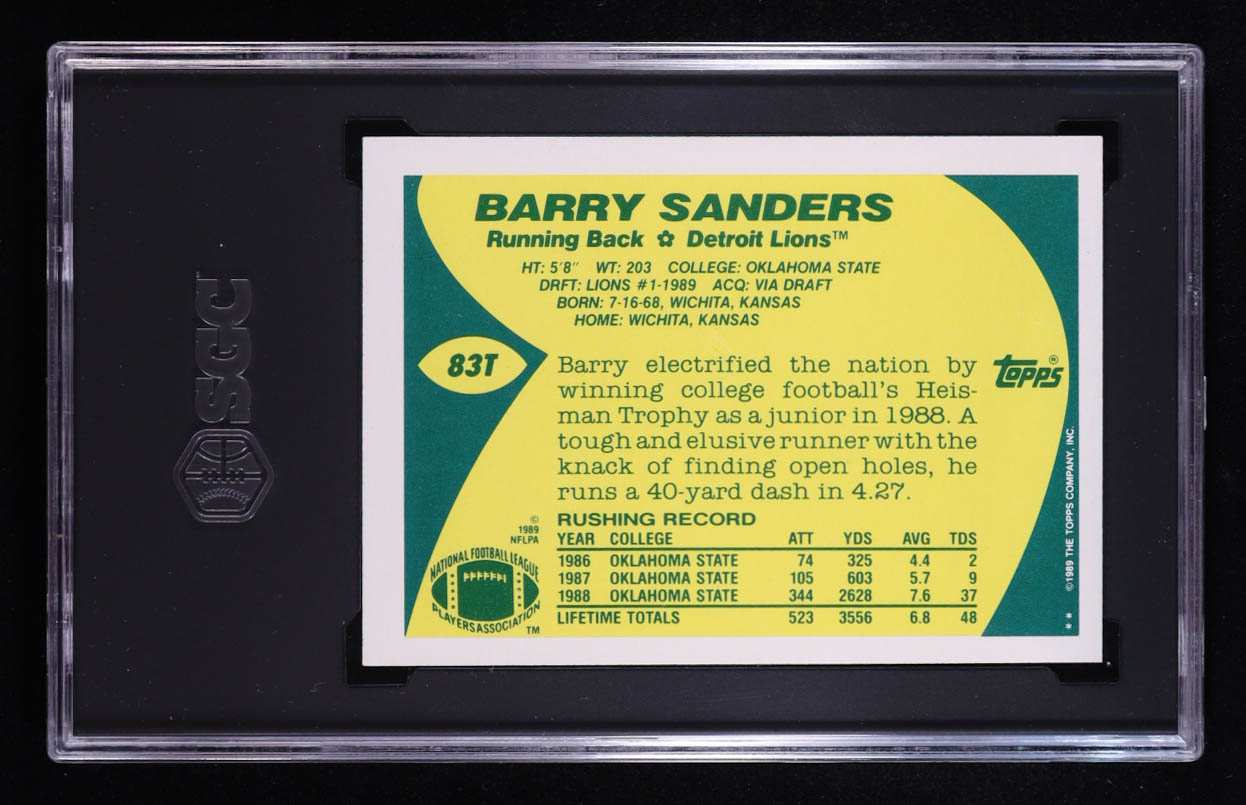 SGC
BARRY SANDERS
Running Back ✿ Detroit Lions™
HT: 5'8" WT: 203 COLLEGE: OKLAHOMA STATE
DRFT: LIONS #1-1989 ACQ: VIA DRAFT
BORN: 7-16-68, WICHITA, KANSAS
HOME: WICHITA, KANSAS
83T
Barry electrified the nation by
winning college football's Heis-
man Trophy as a junior in 1988. A
tough and elusive runner with the
knack of finding open holes, he
runs a 40-yard dash in 4.27.
TOPPS®
RUSHING RECORD
YEAR COLLEGE ATT YDS AVG TDS
1986 OKLAHOMA STATE 74 325 4.4 2
1987 OKLAHOMA STATE 105 603 5.7 9
1988 OKLAHOMA STATE 344 2628 7.6 37
LIFETIME TOTALS 523 3556 6.8 48
©
1989
NFLPA
NATIONAL FOOTBALL LEAGUE
PLAYERS ASSOCIATION
TM
** ©1989 THE TOPPS COMPANY, INC.